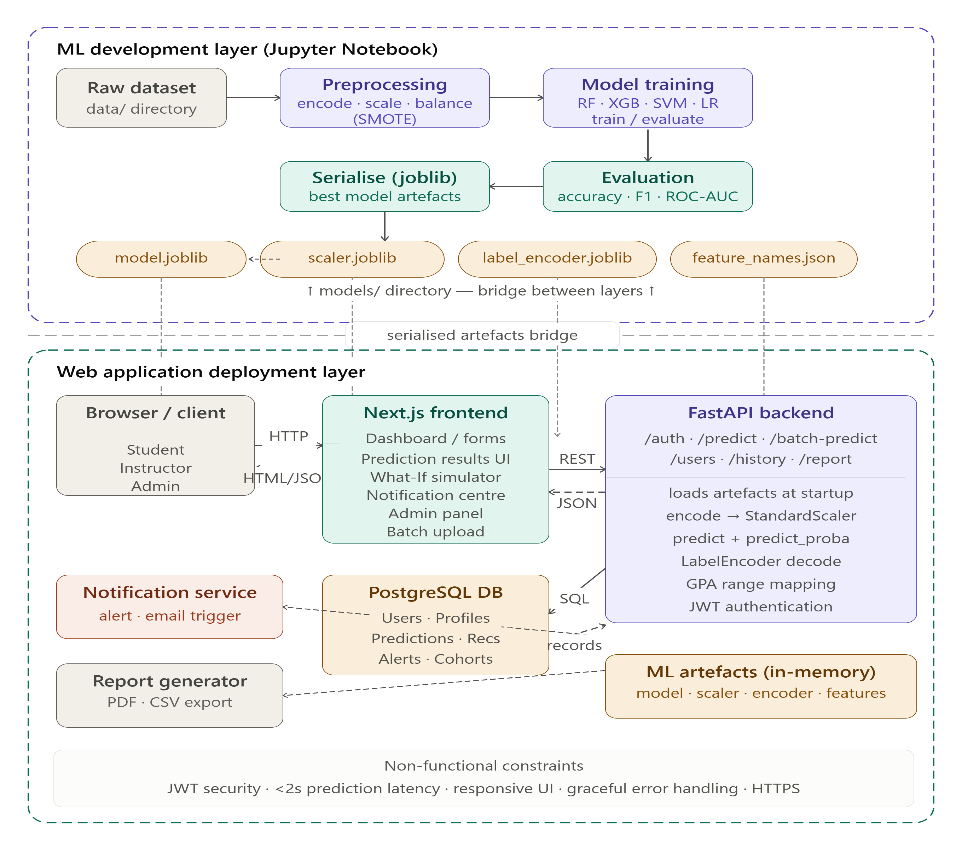 ML development layer (Jupyter Notebook)
Raw dataset
data/ directory
Preprocessing
encode · scale · balance
(SMOTE)
Model training
RF · XGB · SVM · LR
train / evaluate
Serialise (joblib)
best model artefacts
Evaluation
accuracy · F1 · ROC-AUC
model.joblib
scaler.joblib
label_encoder.joblib
feature_names.json
↑ models/ directory — bridge between layers ↑
serialised artefacts bridge
Web application deployment layer
Browser / client
Student
Instructor
Admin
HTTP
HTML/JSO
Next.js frontend
Dashboard / forms
Prediction results UI
What-If simulator
Notification centre
Admin panel
Batch upload
REST
JSON
FastAPI backend
/auth · /predict · /batch-predict
/users · /history · /report
loads artefacts at startup
encode → StandardScaler
predict + predict_proba
LabelEncoder decode
GPA range mapping
JWT authentication
Notification service
alert · email trigger
PostgreSQL DB
Users · Profiles
Predictions · Recs
Alerts · Cohorts
SQL
records
Report generator
PDF · CSV export
ML artefacts (in-memory)
model · scaler · encoder · features
Non-functional constraints
JWT security · <2s prediction latency · responsive UI · graceful error handling · HTTPS